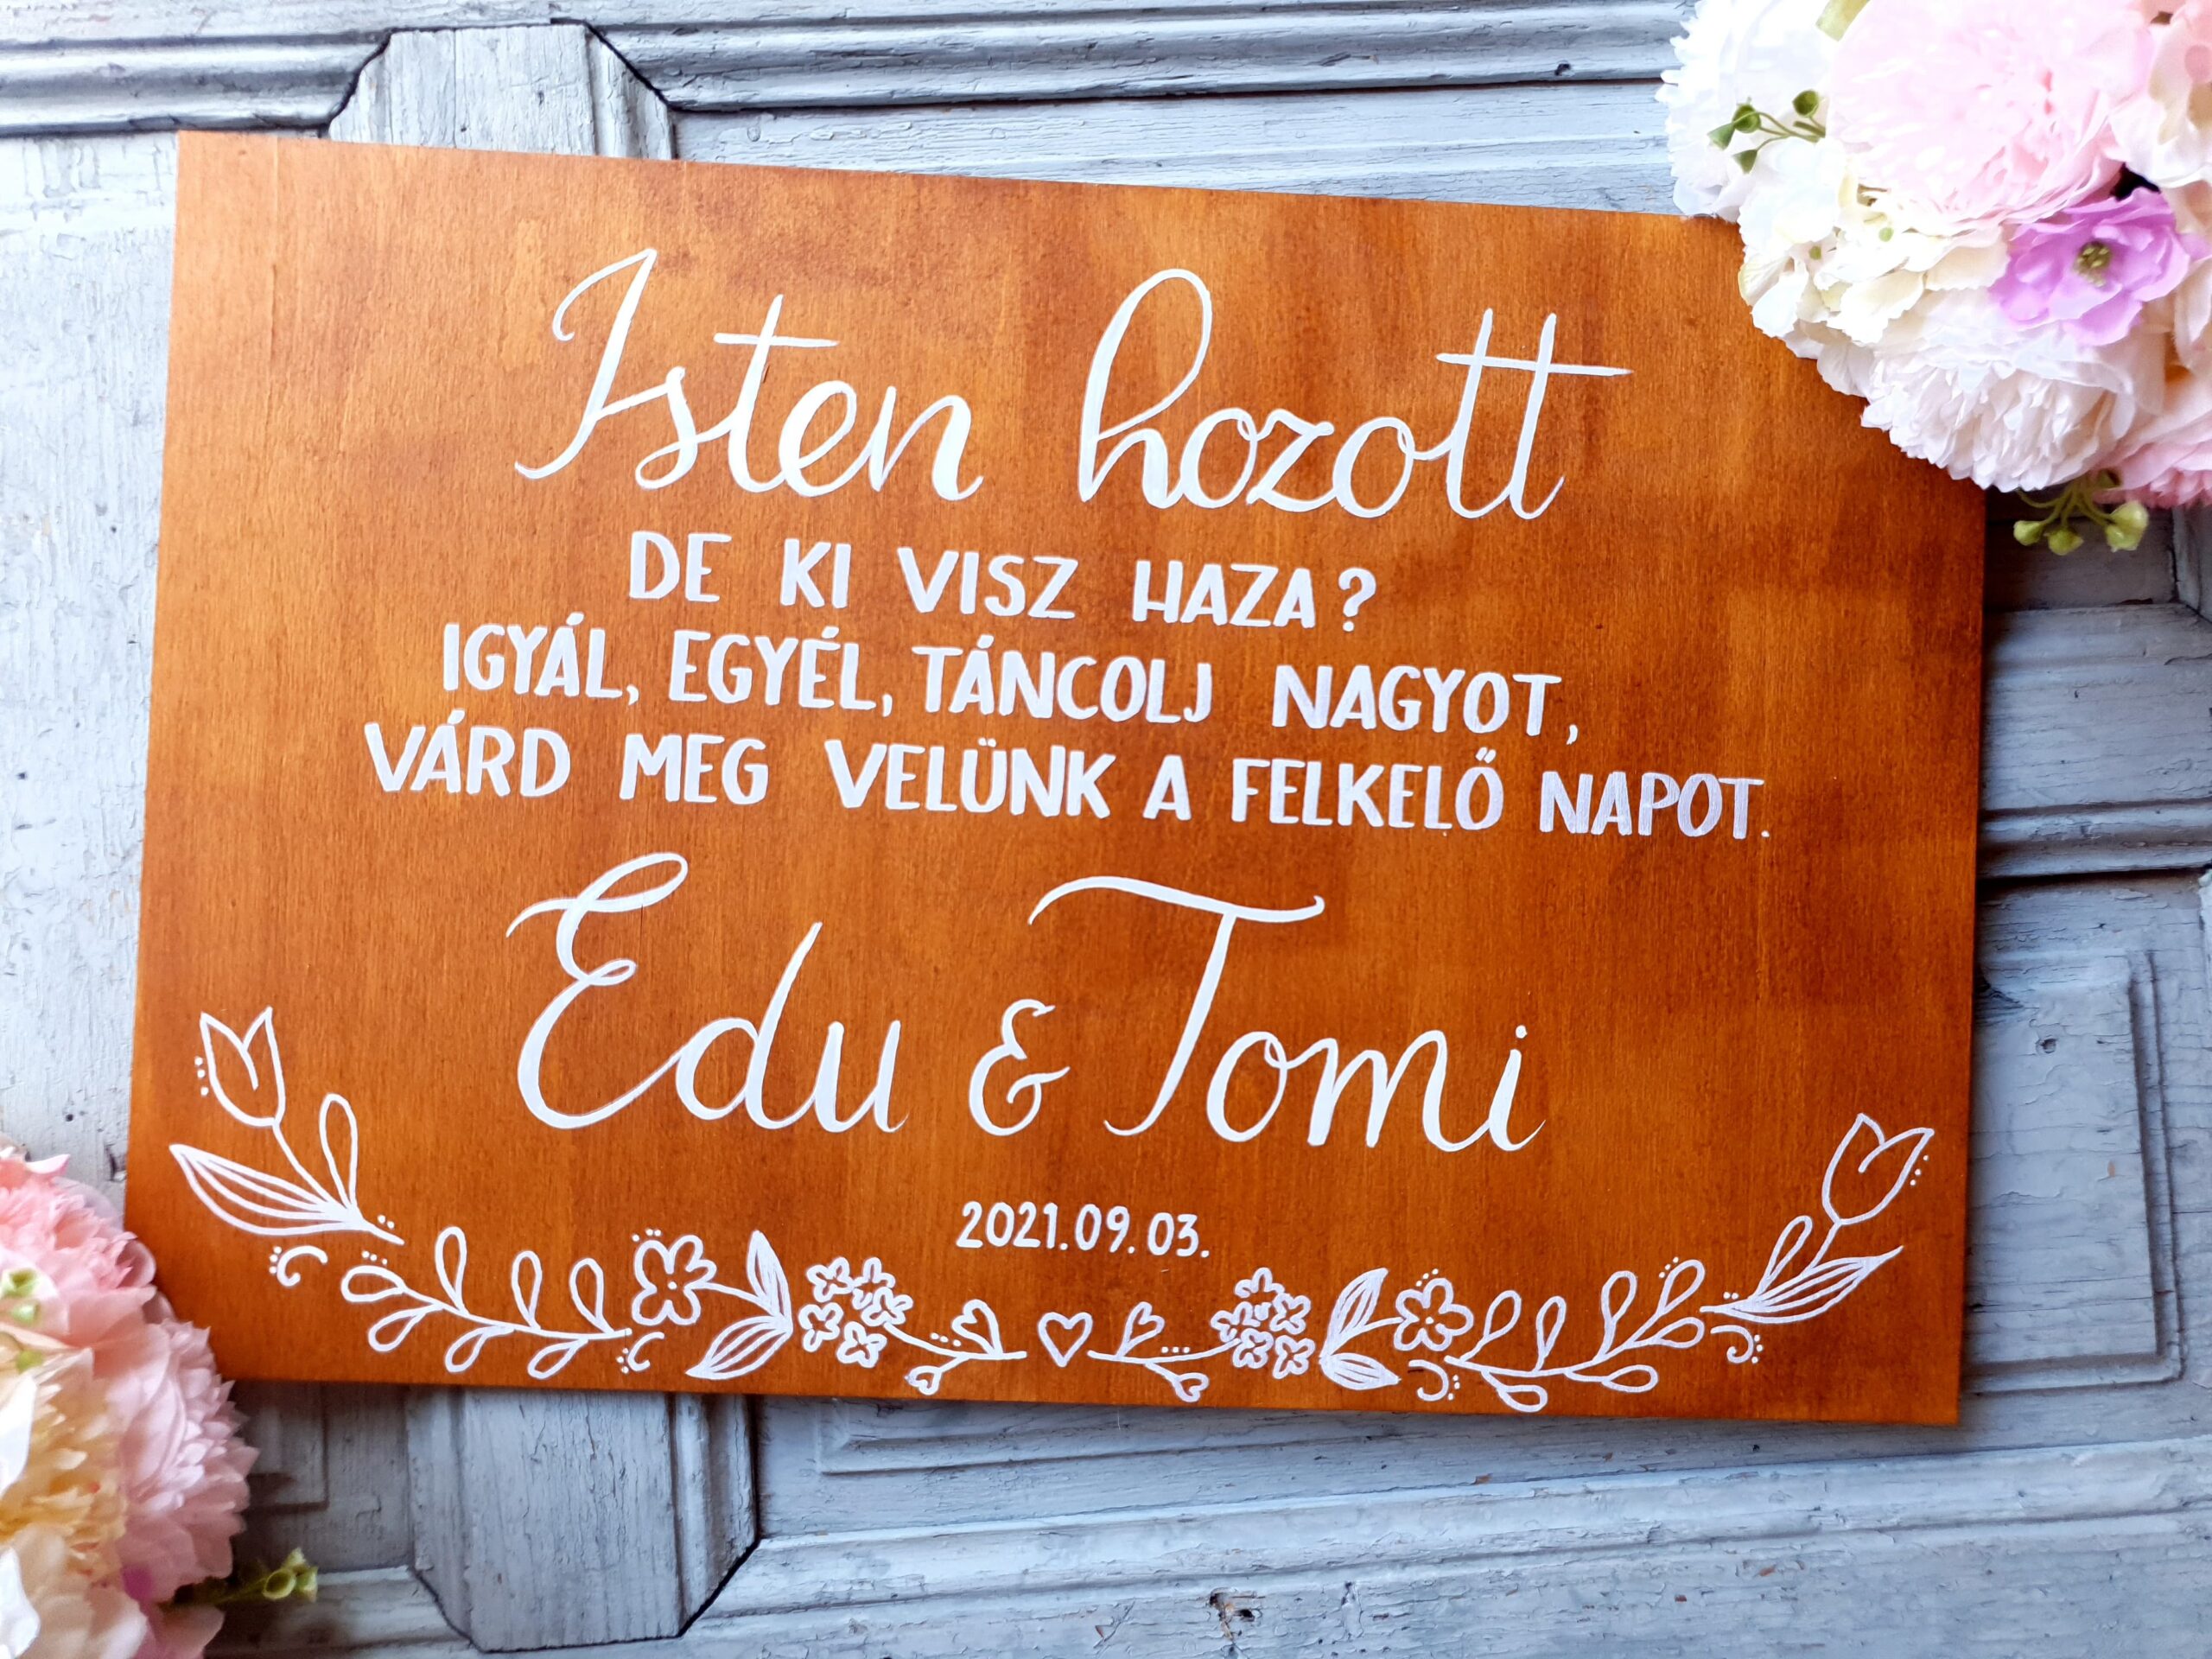 Isten hozott
DE KI VISZ HAZA?
IGYÁL, EGYÉL, TÁNCOLJ NAGYOT,
VÁRD MEG VELÜNK A FELKELŐ NAPOT.
Edu & Tomi
2021.09.03.